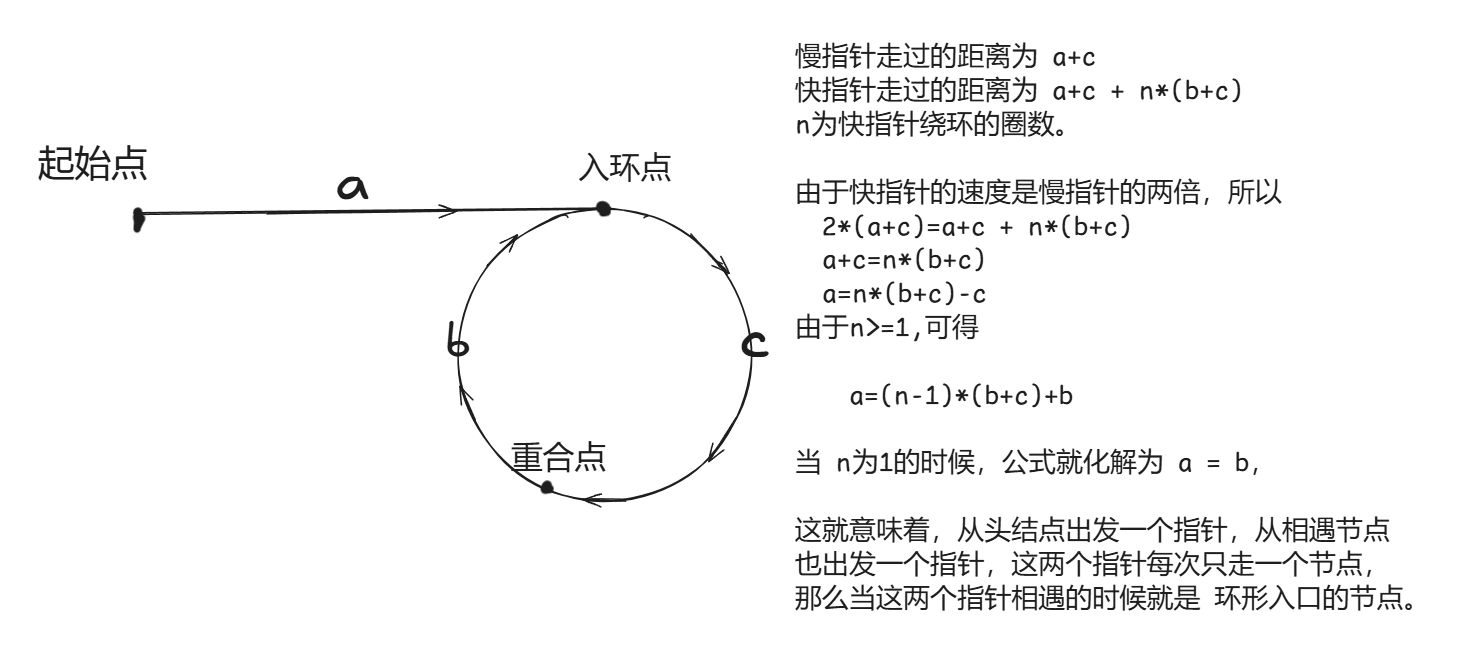 起始点
a
入环点
b
c
重合点
慢指针走过的距离为 a+c
快指针走过的距离为 a+c + n*(b+c)
n为快指针绕环的圈数。
由于快指针的速度是慢指针的两倍，所以
2*(a+c)=a+c + n*(b+c)
a+c=n*(b+c)
a=n*(b+c)-c
由于n>=1,可得
a=(n-1)*(b+c)+b
当 n为1的时候，公式就化解为 a = b,
这就意味着，从头结点出发一个指针，从相遇节点
也出发一个指针，这两个指针每次只走一个节点，
那么当这两个指针相遇的时候就是 环形入口的节点。